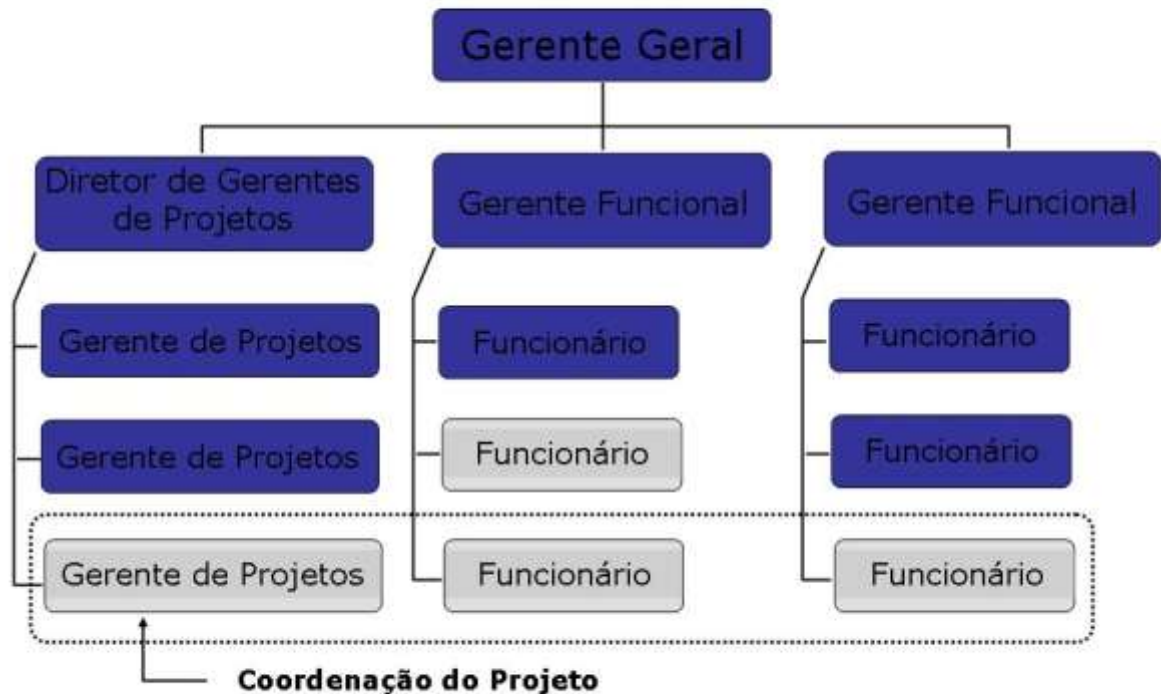 Gerente Geral
Diretor de Gerentes
de Projetos
Gerente Funcional
Gerente Funcional
Gerente de Projetos
Funcionário
Funcionário
Gerente de Projetos
Funcionário
Funcionário
Gerente de Projetos
Funcionário
Funcionário
Coordenação do Projeto